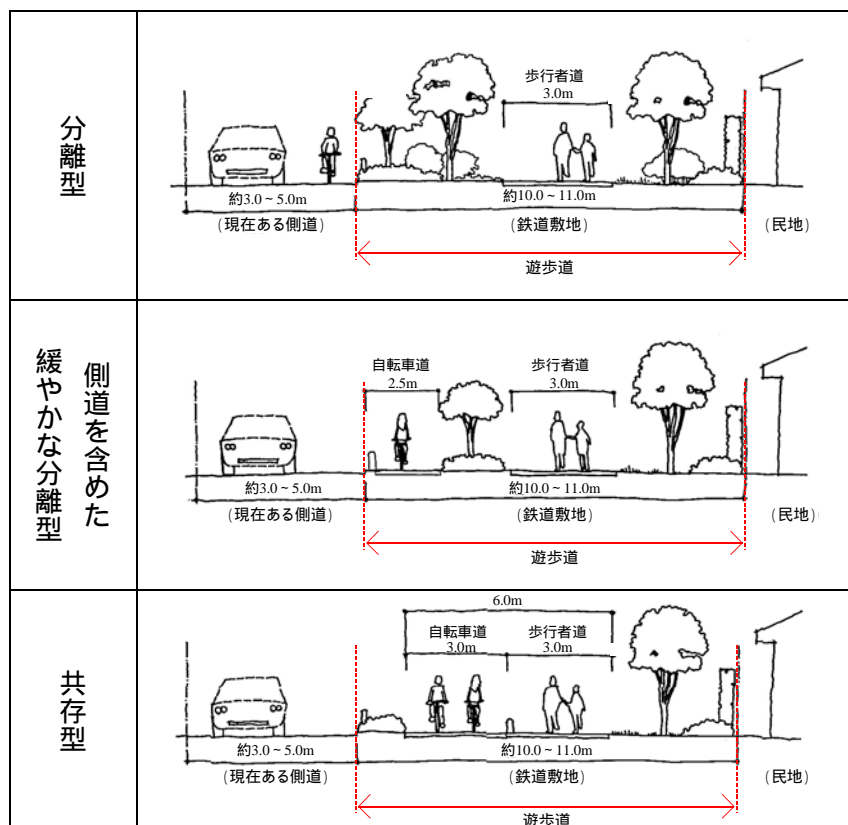 分離型
歩行者道
3.0m
約3.0~5.0m
約10.0~11.0m
(現在ある側道)
(鉄道敷地)
(民地)
遊歩道
側道を含めた
緩やかな分離型
自転車道
2.5m
歩行者道
3.0m
約3.0~5.0m
約10.0~11.0m
(現在ある側道)
(鉄道敷地)
(民地)
遊歩道
共存型
6.0m
自転車道
3.0m
歩行者道
3.0m
約3.0~5.0m
約10.0~11.0m
(現在ある側道)
(鉄道敷地)
(民地)
遊歩道